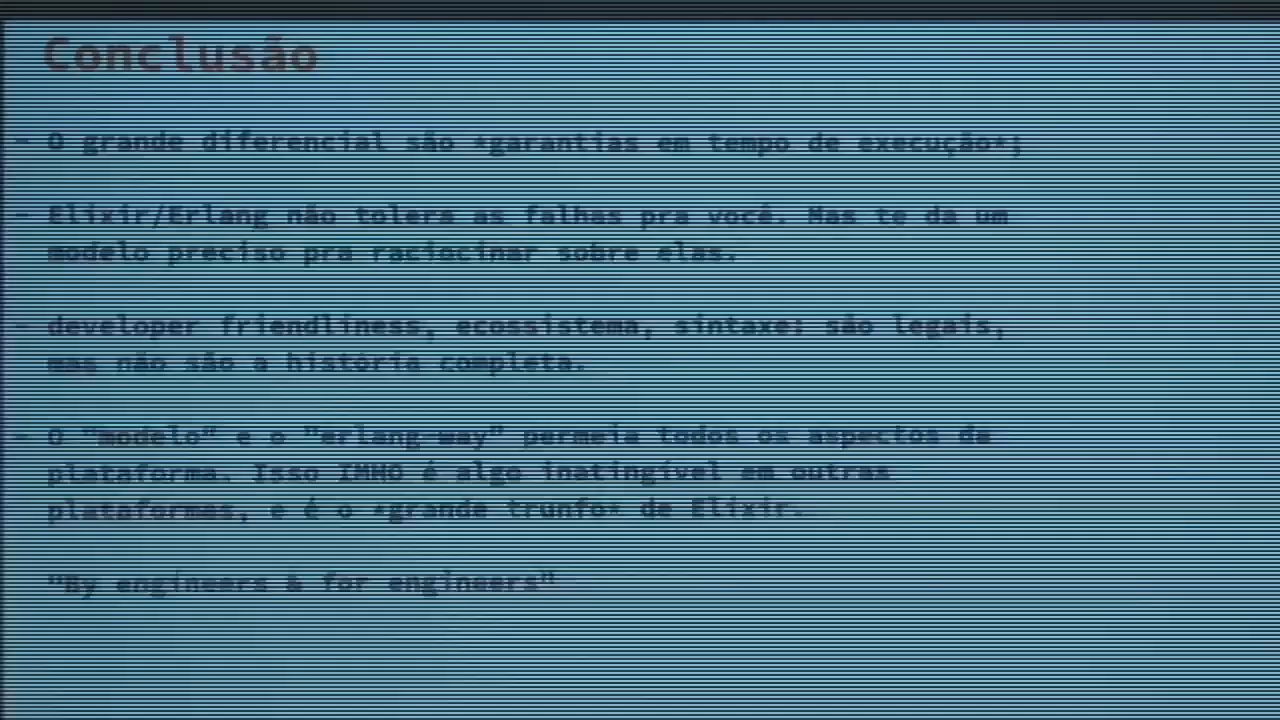 Conclusão
- O grande diferencial são *garantias em tempo de execução*;
- Elixir/Erlang não tolera as falhas pra você. Mas te da um
modelo preciso pra raciocinar sobre elas.
- developer friendliness, ecossistema, sintaxe: são legais,
mas não são a história completa.
- O "modelo" e o "erlang-way" permeia todos os aspectos da
plataforma. Isso IMHO é algo inatingível em outras
plataformas, e é o *grande trunfo* de Elixir.
"By engineers & for engineers"